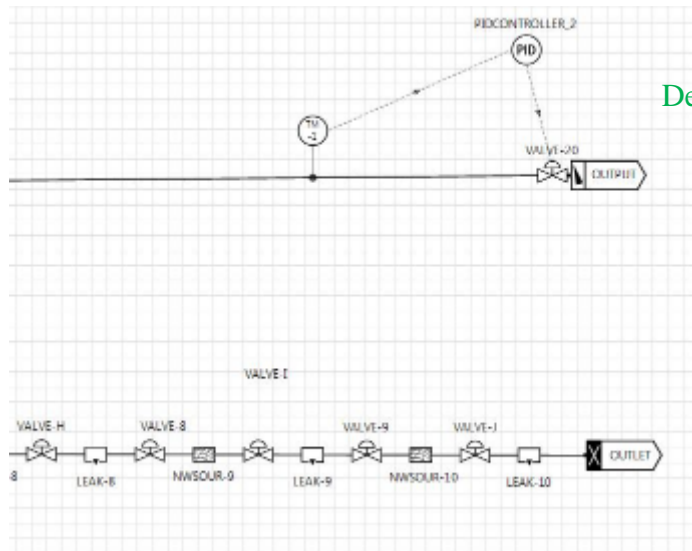 PIDCONTROLLER_2
PID
De
TM
-1
VALVE-20
OUTPUT
VALVE-I
VALVE-H
VALVE-8
VALVE-9
VALVE-J
OUTLET
-8
LEAK-8
NWSOUR-9
LEAK-9
NWSOUR-10
LEAK-10